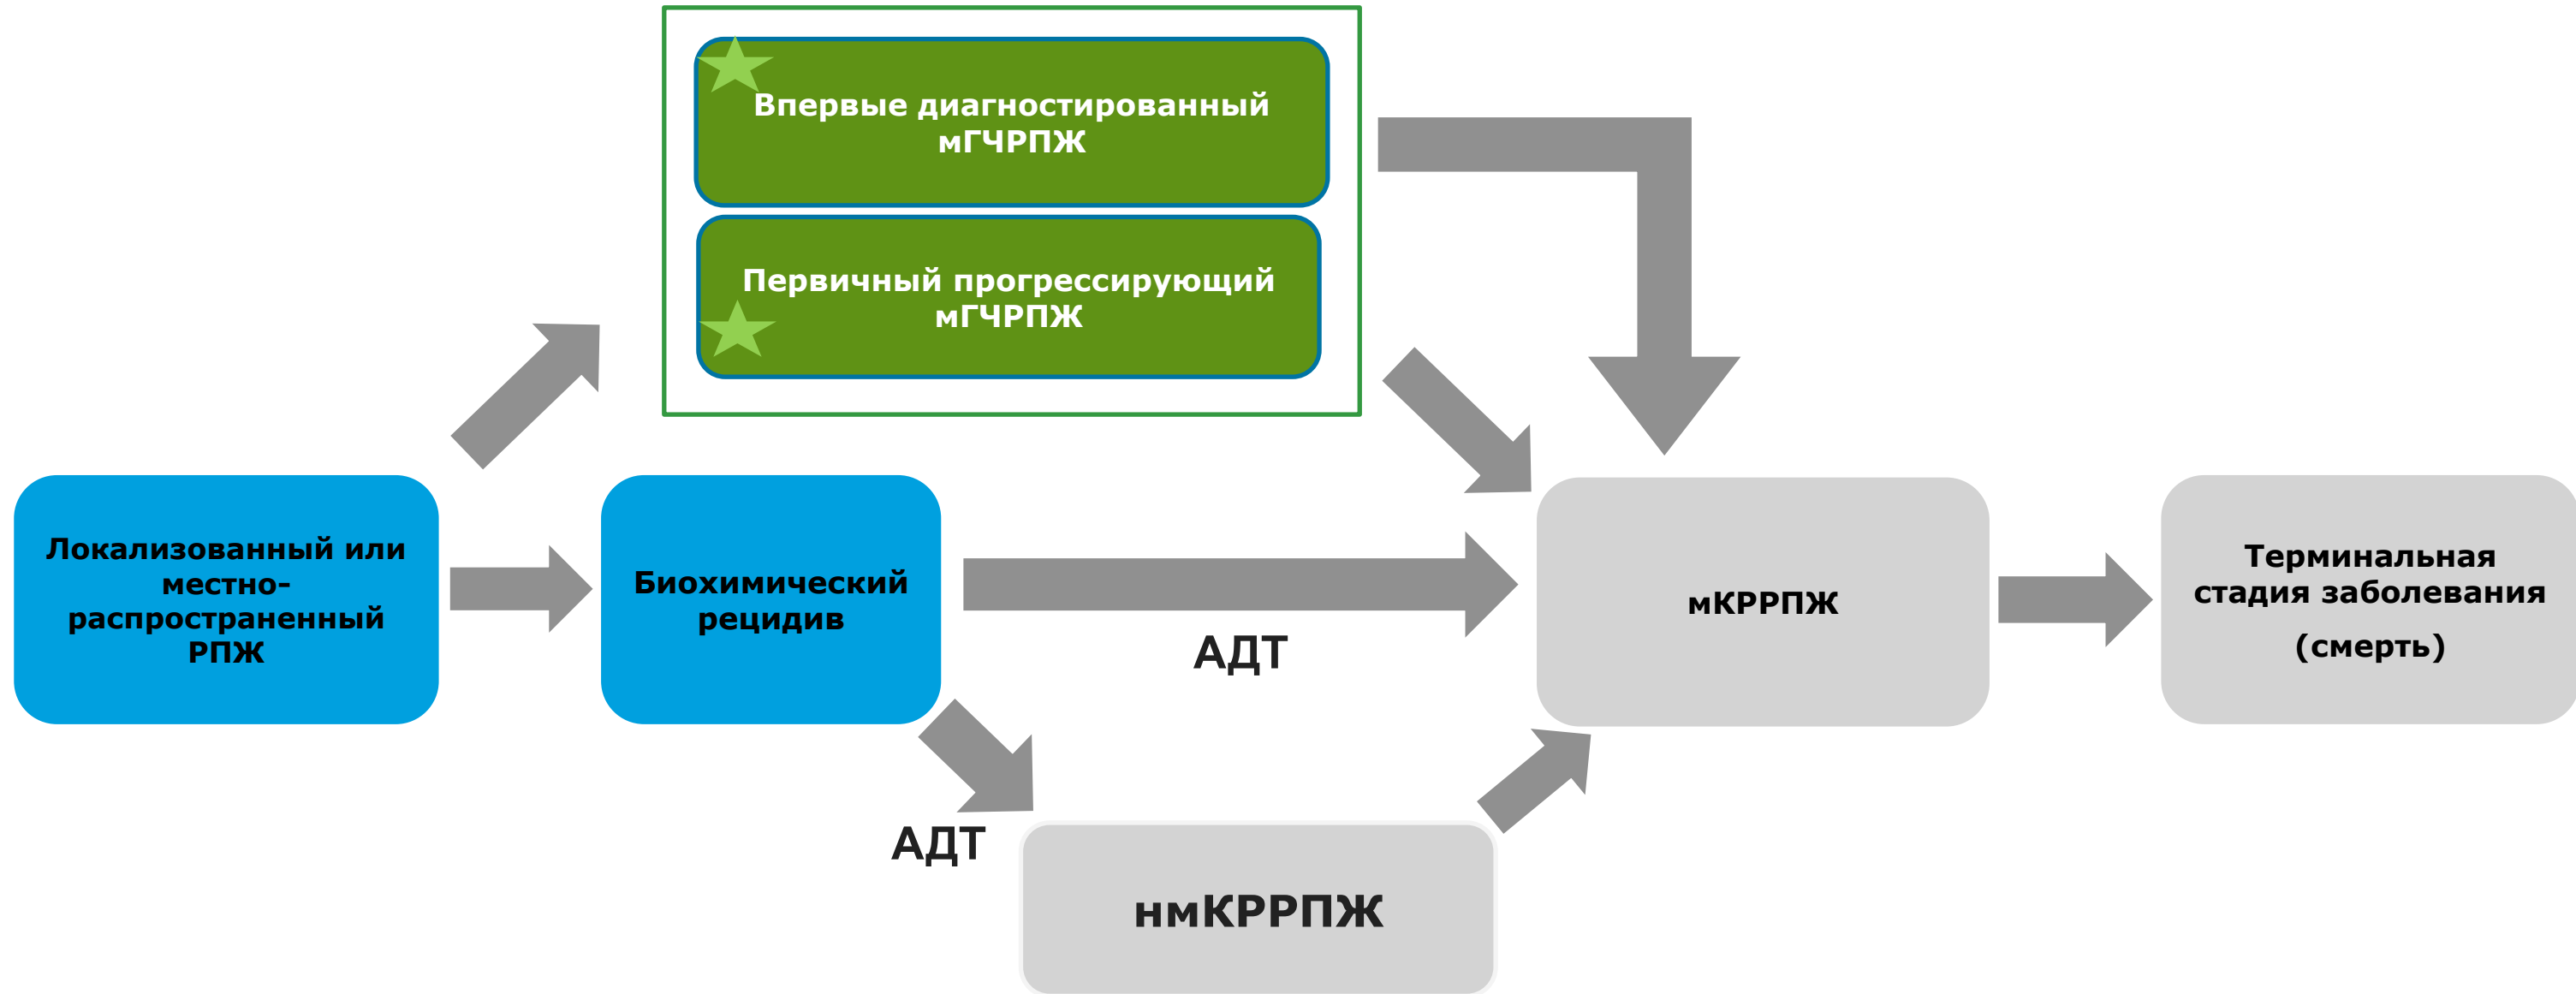 Впервые диагностированный
мГЧРПЖ
Первичный прогрессирующий
мГЧРПЖ
Локализованный или
местно-
распространенный
РПЖ
Биохимический
рецидив
АДТ
мКРРПЖ
Терминальная
стадия заболевания
(смерть)
АДТ
нмКРРПЖ